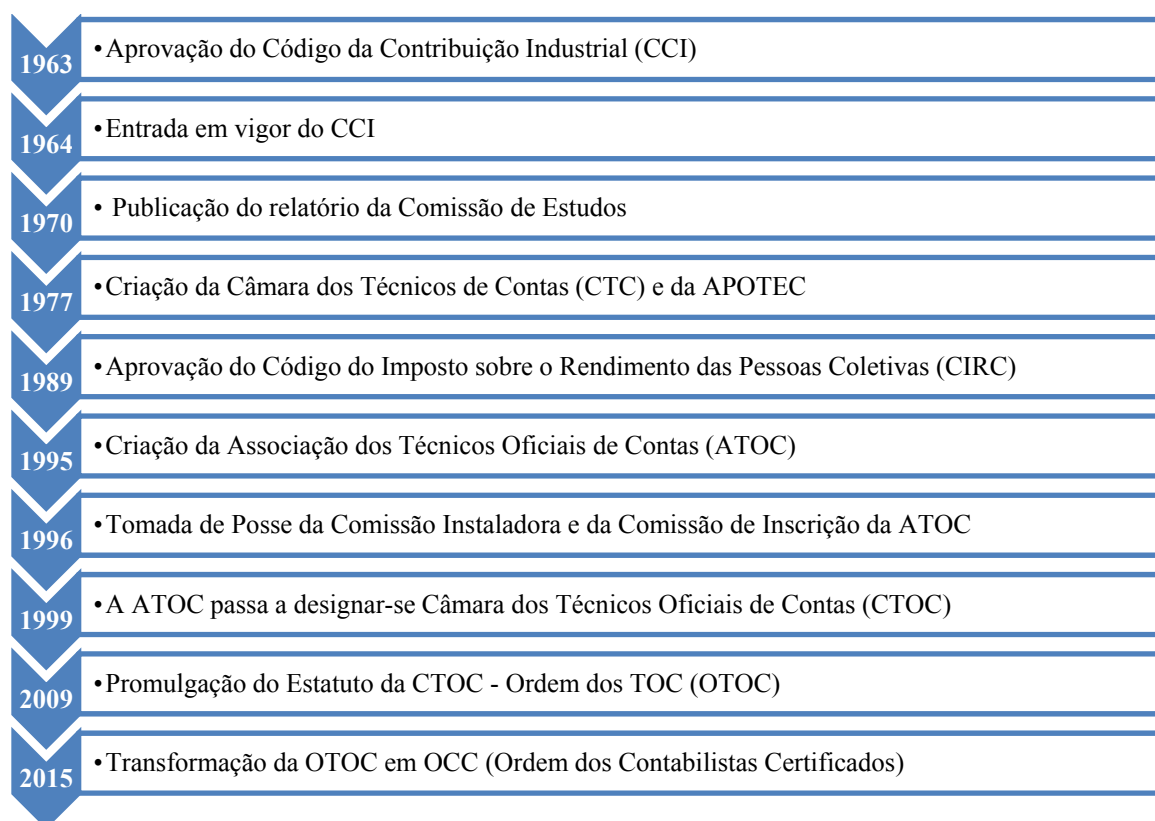 1963
•Aprovação do Código da Contribuição Industrial (CCI)
1964
•Entrada em vigor do CCI
1970
• Publicação do relatório da Comissão de Estudos
1977
•Criação da Câmara dos Técnicos de Contas (CTC) e da APOTEC
1989
•Aprovação do Código do Imposto sobre o Rendimento das Pessoas Coletivas (CIRC)
1995
•Criação da Associação dos Técnicos Oficiais de Contas (ATOC)
1996
•Tomada de Posse da Comissão Instaladora e da Comissão de Inscrição da ATOC
1999
•A ATOC passa a designar-se Câmara dos Técnicos Oficiais de Contas (CTOC)
2009
•Promulgação do Estatuto da CTOC - Ordem dos TOC (OTOC)
2015
•Transformação da OTOC em OCC (Ordem dos Contabilistas Certificados)